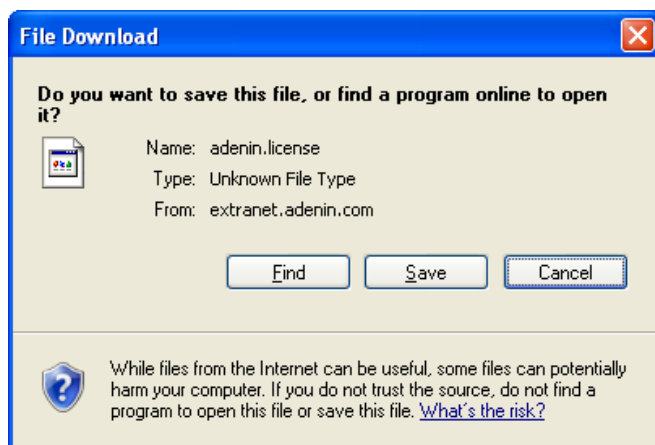 File Download
Do you want to save this file, or find a program online to open
it?
Name: adenin.license
Type: Unknown File Type
From: extranet.adenin.com
Find Save Cancel
While files from the Internet can be useful, some files can potentially
harm your computer. If you do not trust the source, do not find a
program to open this file or save this file. What's the risk?